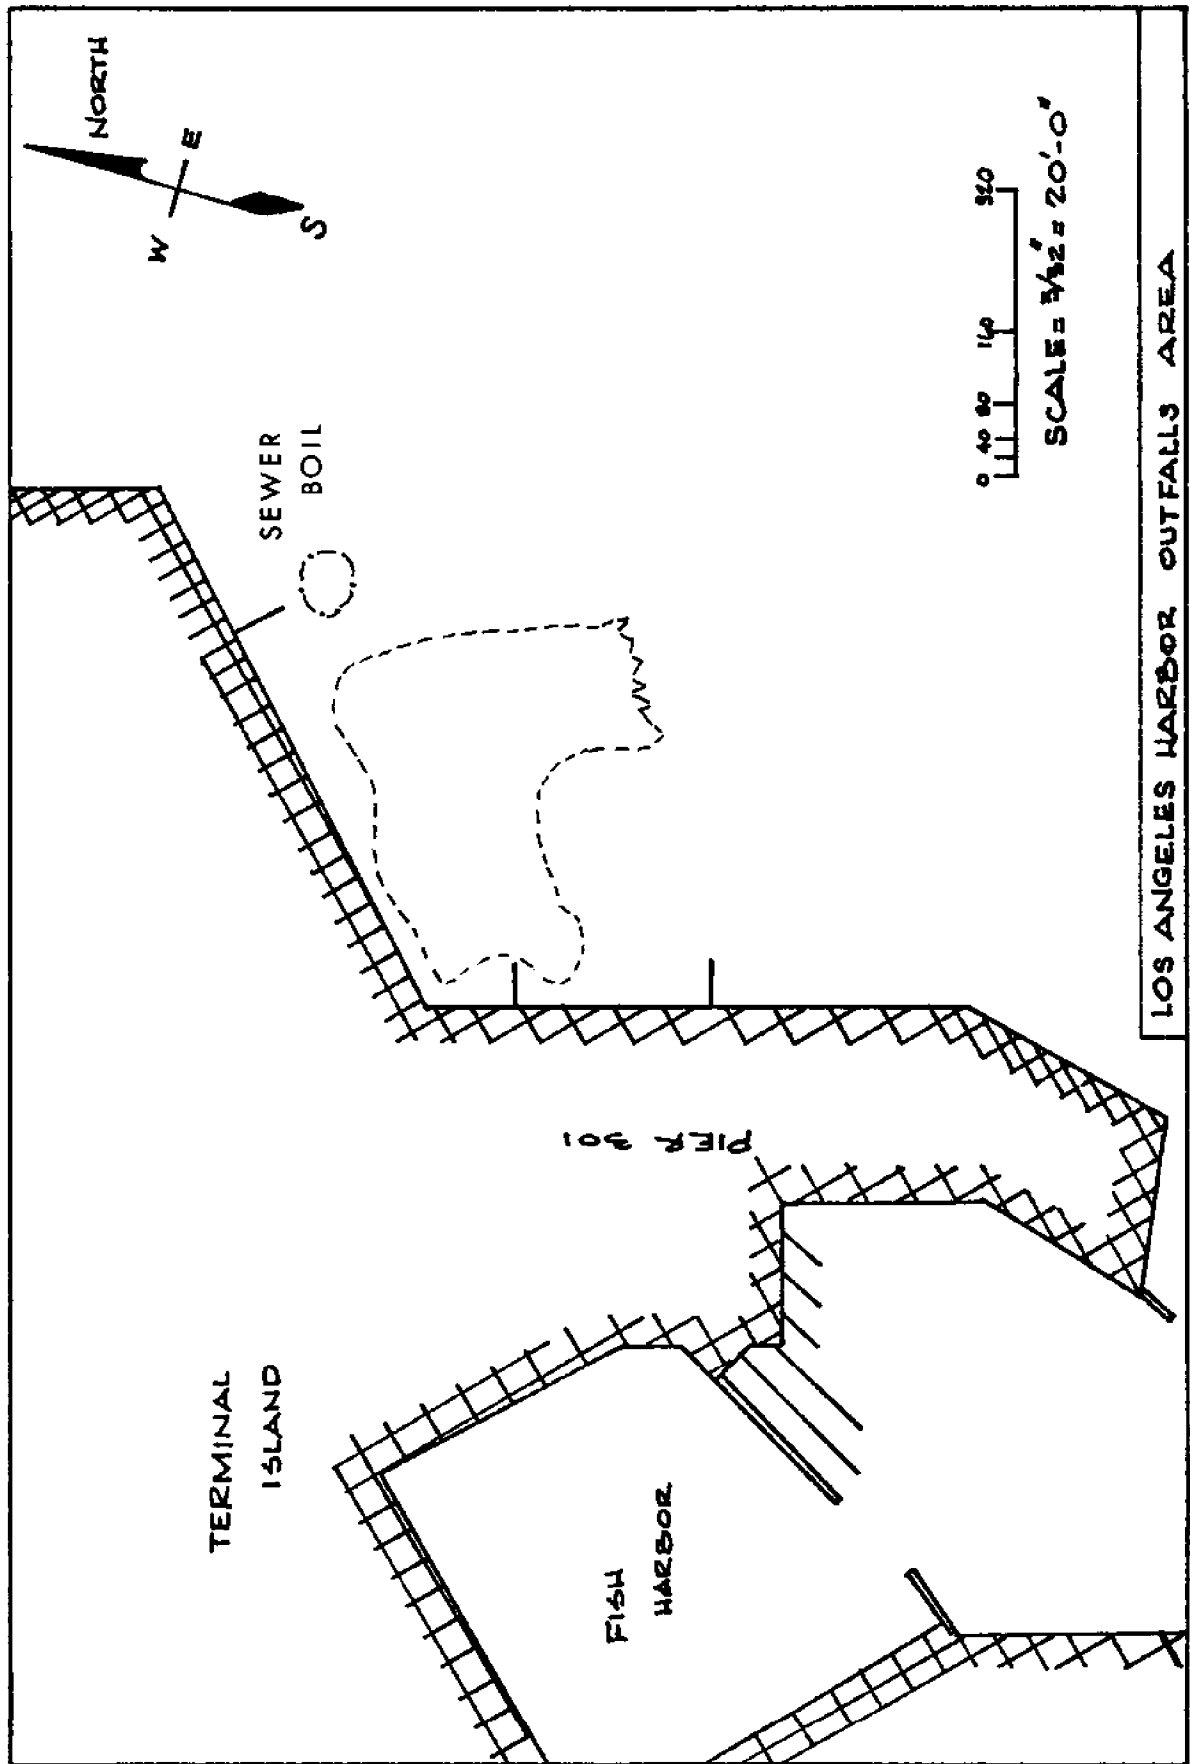 NORTH
W
E
S
SEWER
BOIL
TERMINAL
ISLAND
PIER 301
FISH
HARBOR
0 40 80 160 320
SCALE = 3/32" = 20'-0"
LOS ANGELES HARBOR OUTFALLS AREA